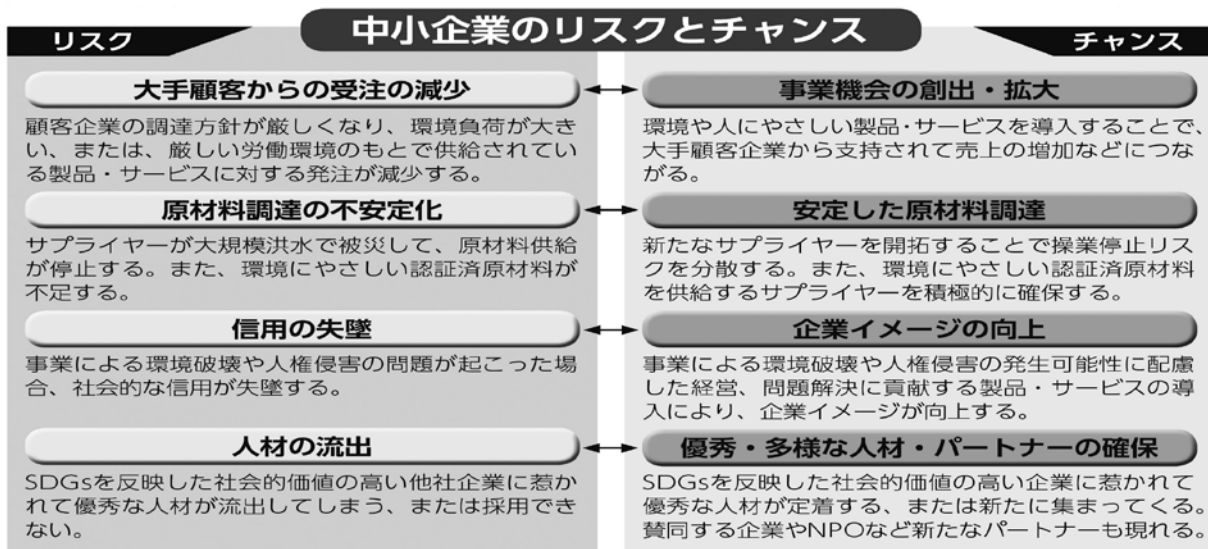 中小企業のリスクとチャンス
リスク
チャンス
大手顧客からの受注の減少
顧客企業の調達方針が厳しくなり、環境負荷が大き
い、または、厳しい労働環境のもとで供給されてい
る製品・サービスに対する発注が減少する。
事業機会の創出・拡大
環境や人にやさしい製品・サービスを導入することで、
大手顧客企業から支持されて売上の増加などにつな
がる。
原材料調達の不安定化
サプライヤーが大規模洪水で被災して、原材料供給
が停止する。また、環境にやさしい認証済原材料が
不足する。
安定した原材料調達
新たなサプライヤーを開拓することで操業停止リス
クを分散する。また、環境にやさしい認証済原材料
を供給するサプライヤーを積極的に確保する。
信用の失墜
事業による環境破壊や人権侵害の問題が起こった場
合、社会的な信用が失墜する。
企業イメージの向上
事業による環境破壊や人権侵害の発生可能性に配慮
した経営、問題解決に貢献する製品・サービスの導
入により、企業イメージが向上する。
人材の流出
SDGsを反映した社会的価値の高い他社企業に惹か
れて優秀な人材が流出してしまう、または採用でき
ない。
優秀・多様な人材・パートナーの確保
SDGsを反映した社会的価値の高い企業に惹かれて
優秀な人材が定着する、または新たに集まってくる。
賛同する企業やNPOなど新たなパートナーも現れる。